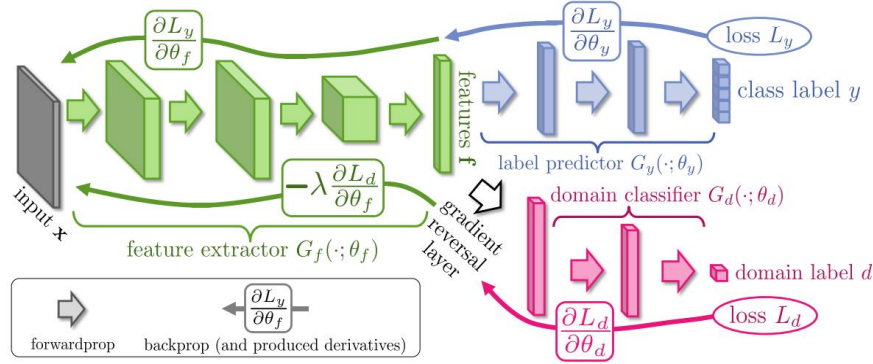 ∂L_y/∂θ_f
∂L_y/∂θ_y
loss L_y
input x
features f
class label y
label predictor G_y(·;θ_y)
−λ ∂L_d/∂θ_f
feature extractor G_f(·;θ_f)
gradient
reversal
layer
domain classifier G_d(·;θ_d)
domain label d
∂L_d/∂θ_d
loss L_d
forwardprop
∂L_y/∂θ_f
backprop (and produced derivatives)